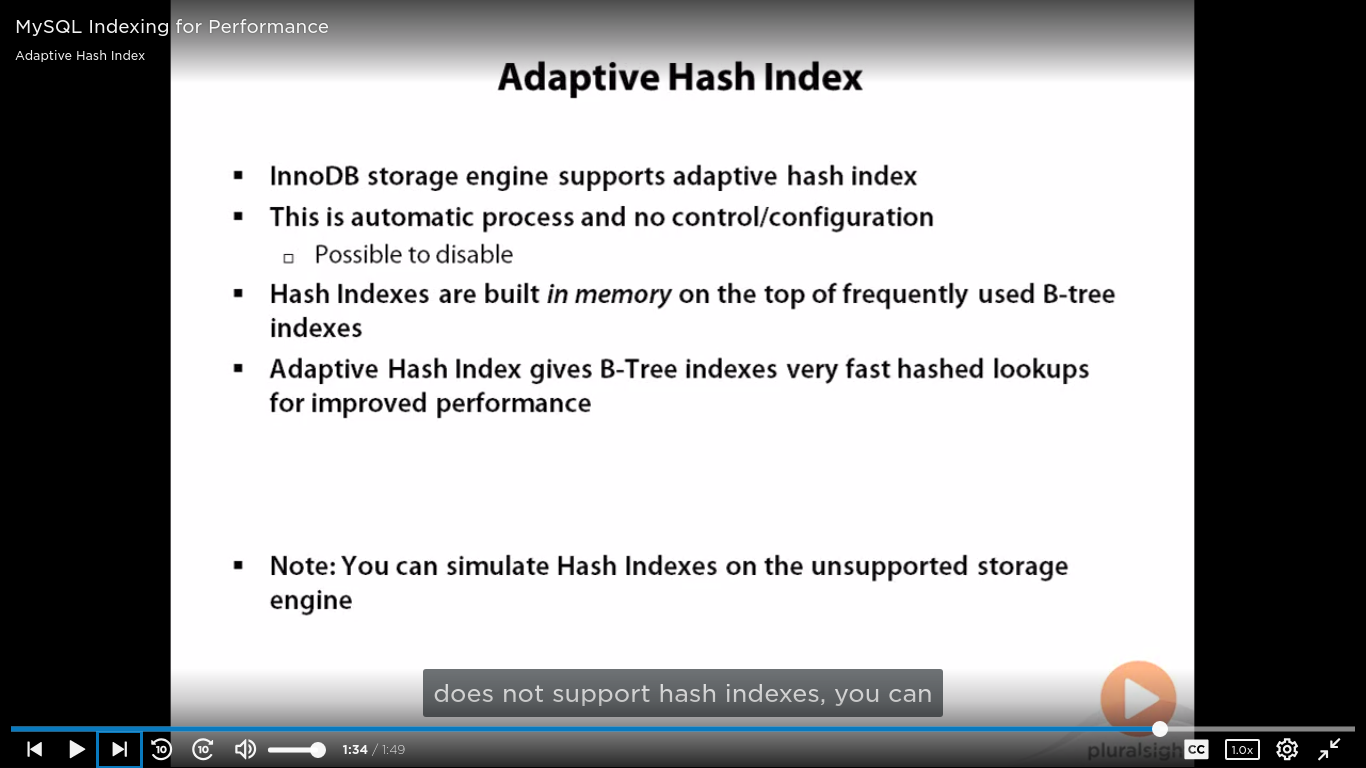 MySQL Indexing for Performance
Adaptive Hash Index
Adaptive Hash Index
▪ InnoDB storage engine supports adaptive hash index
▪ This is automatic process and no control/configuration
▫ Possible to disable
▪ Hash Indexes are built in memory on the top of frequently used B-tree
indexes
▪ Adaptive Hash Index gives B-Tree indexes very fast hashed lookups
for improved performance
▪ Note: You can simulate Hash Indexes on the unsupported storage
engine
does not support hash indexes, you can
pluralsigh
10 10 1:34 / 1:49 CC 1.0x